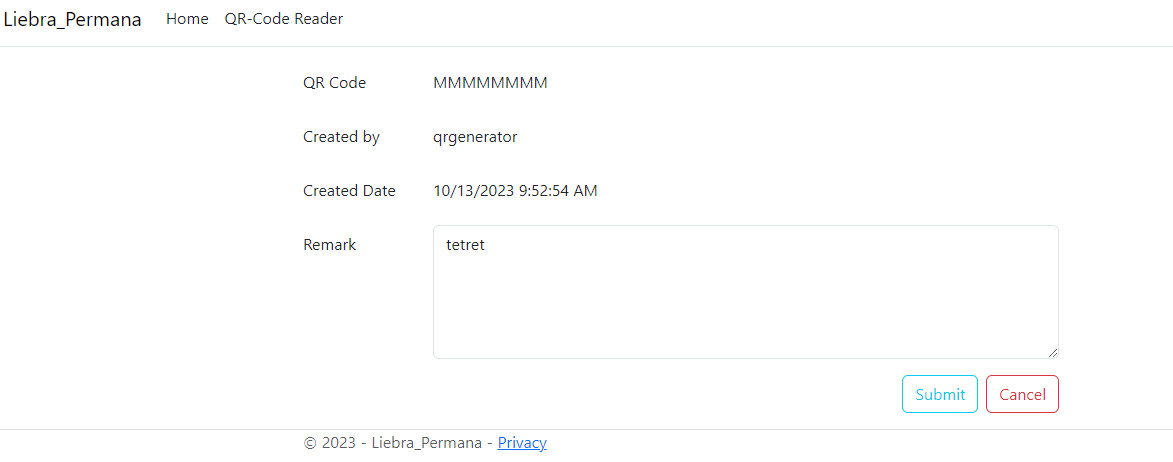 Liebra_Permana Home QR-Code Reader
QR Code MMMMMMMM
Created by qrgenerator
Created Date 10/13/2023 9:52:54 AM
Remark tetret
Submit Cancel
© 2023 - Liebra_Permana - Privacy